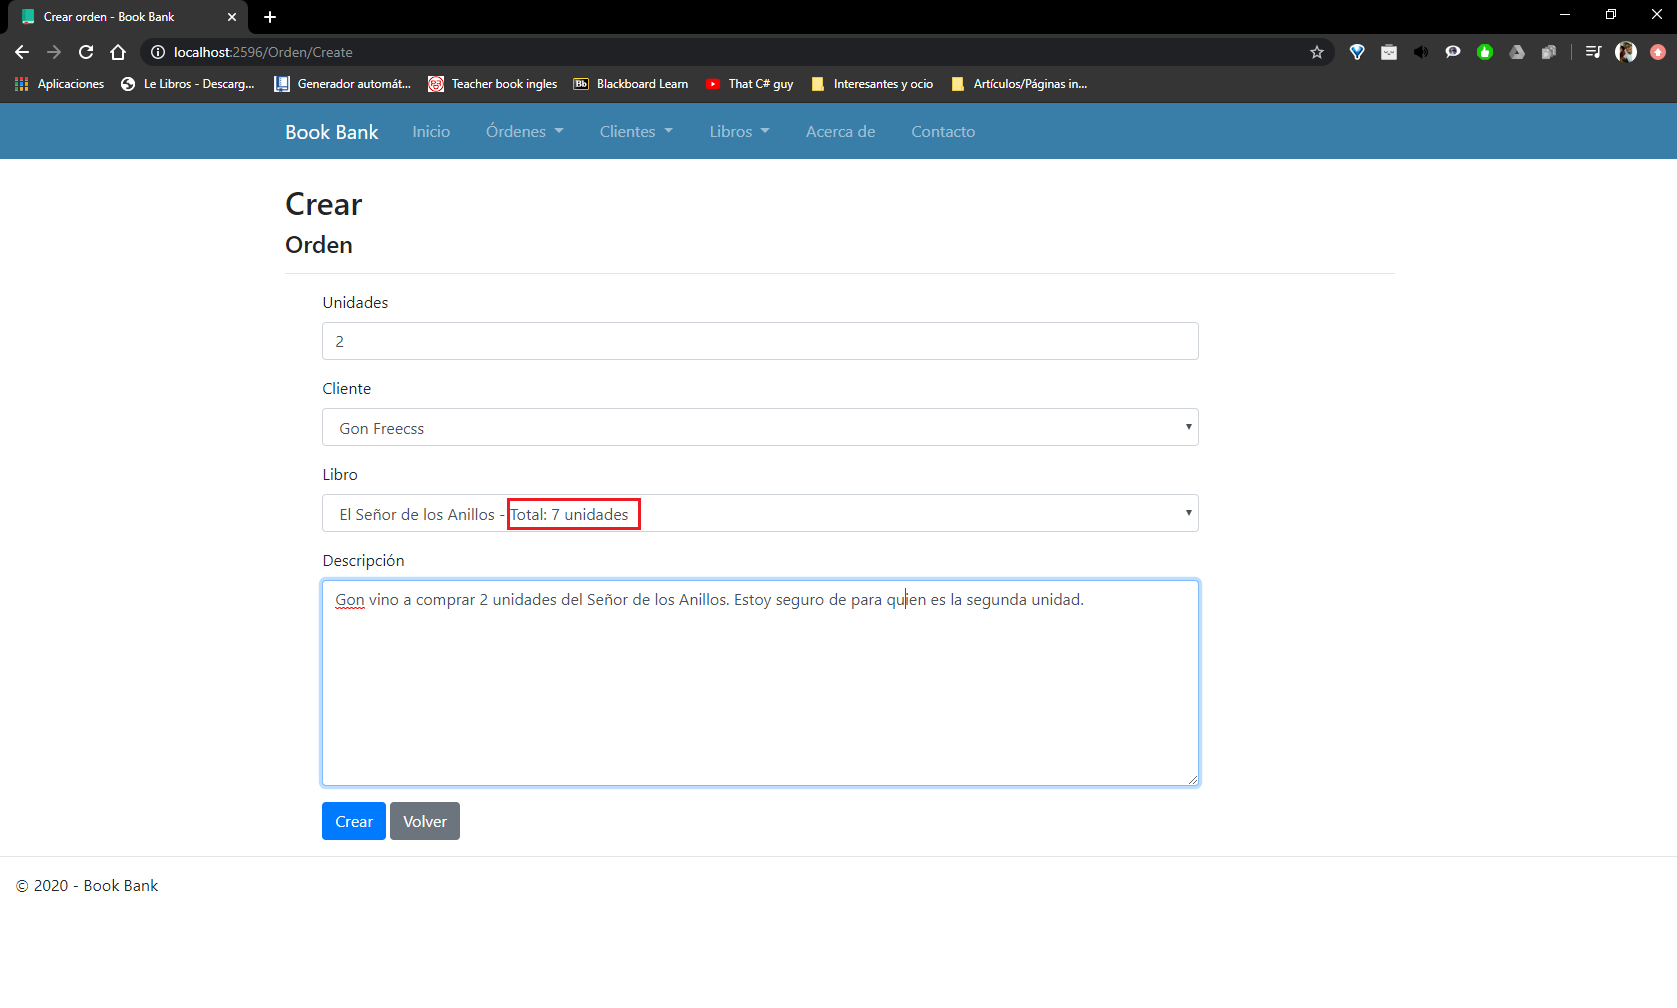 Crear orden - Book Bank
localhost:2596/Orden/Create
Aplicaciones Le Libros - Descarg... Generador automát... Teacher book ingles Bb Blackboard Learn That C# guy Interesantes y ocio Artículos/Páginas in...
Book Bank Inicio Órdenes Clientes Libros Acerca de Contacto
Crear
Orden
Unidades
2
Cliente
Gon Freecss
Libro
El Señor de los Anillos - Total: 7 unidades
Descripción
Gon vino a comprar 2 unidades del Señor de los Anillos. Estoy seguro de para quien es la segunda unidad.
Crear Volver
© 2020 - Book Bank